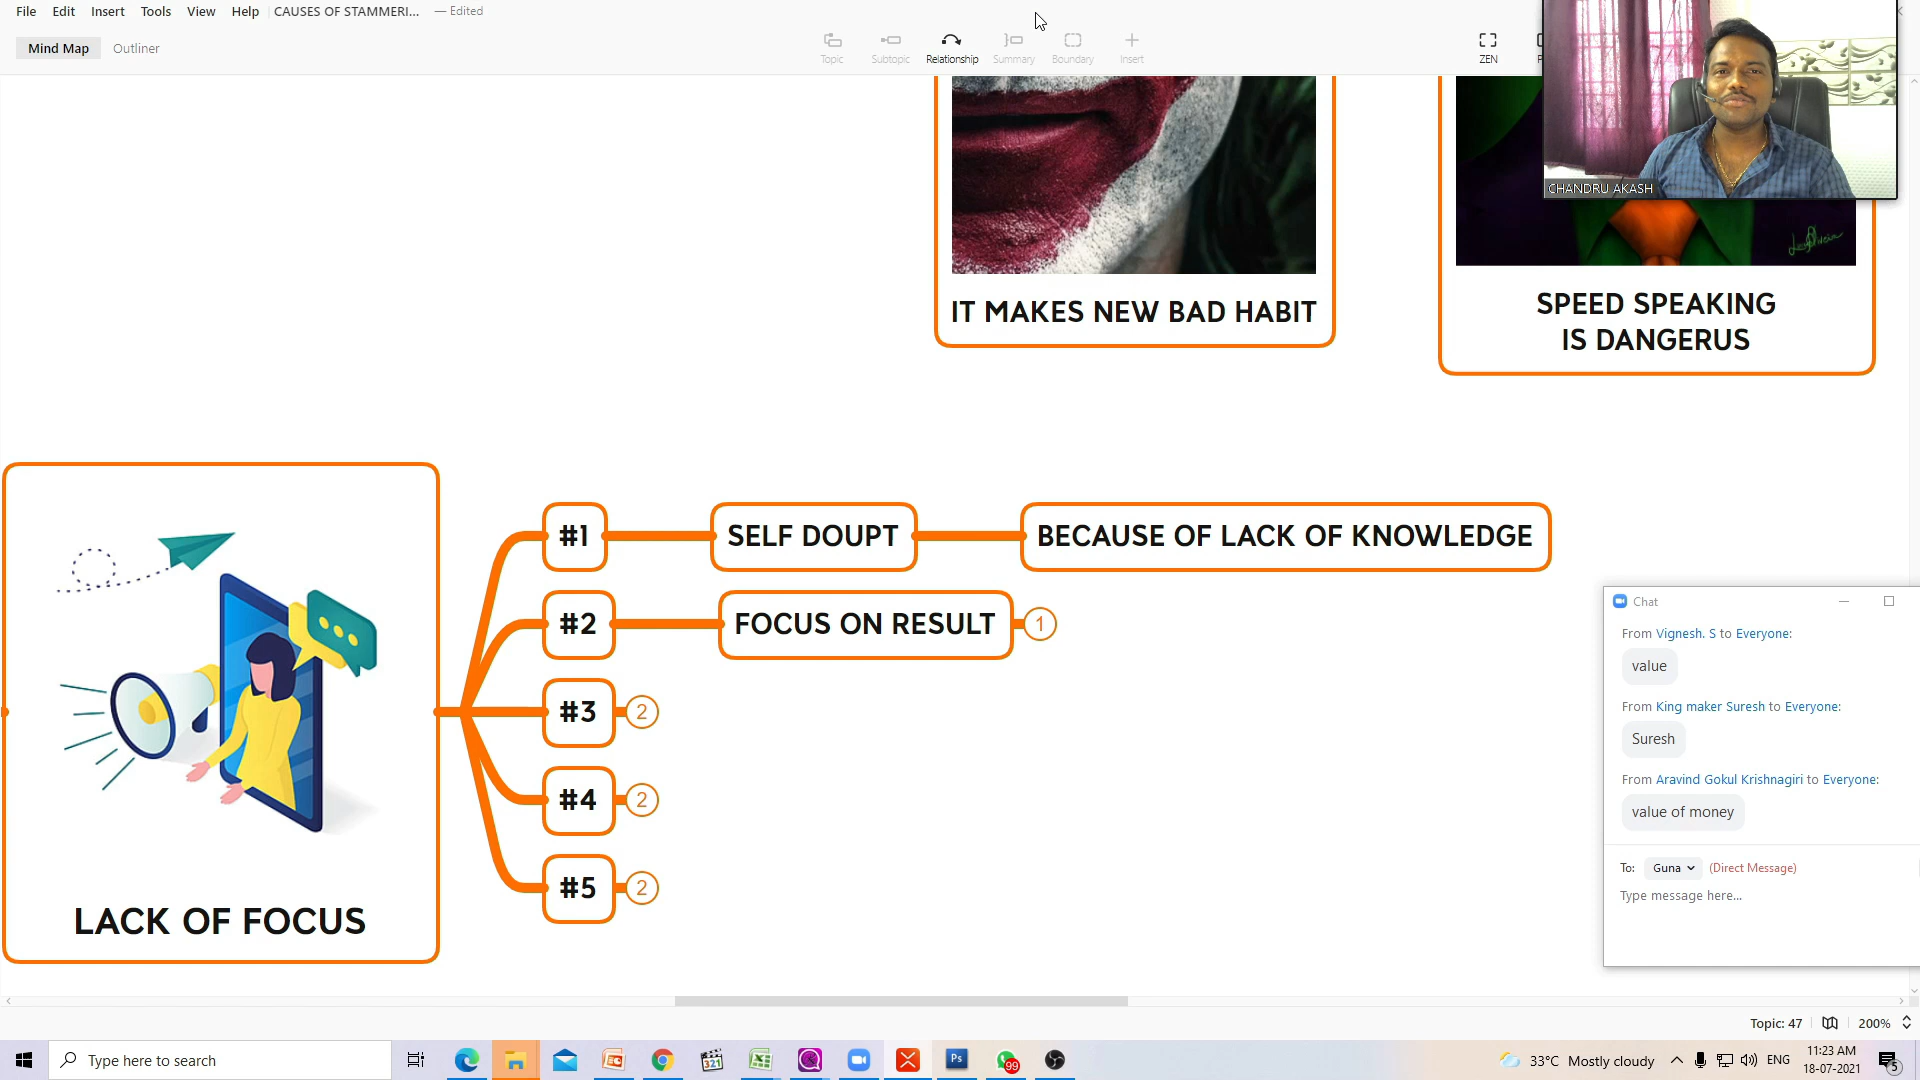 File Edit Insert Tools View Help CAUSES OF STAMMERI... — Edited
Mind Map Outliner
Topic Subtopic Relationship Summary Boundary Insert
ZEN
CHANDRU AKASH
IT MAKES NEW BAD HABIT
SPEED SPEAKING
IS DANGERUS
#1 SELF DOUPT BECAUSE OF LACK OF KNOWLEDGE
#2 FOCUS ON RESULT 1
#3 2
#4 2
#5 2
LACK OF FOCUS
Chat
From Vignesh. S to Everyone:
value
From King maker Suresh to Everyone:
Suresh
From Aravind Gokul Krishnagiri to Everyone:
value of money
To: Guna (Direct Message)
Type message here...
Topic: 47 200%
Type here to search
321
Ps
99
33°C Mostly cloudy
ENG
11:23 AM
18-07-2021
5